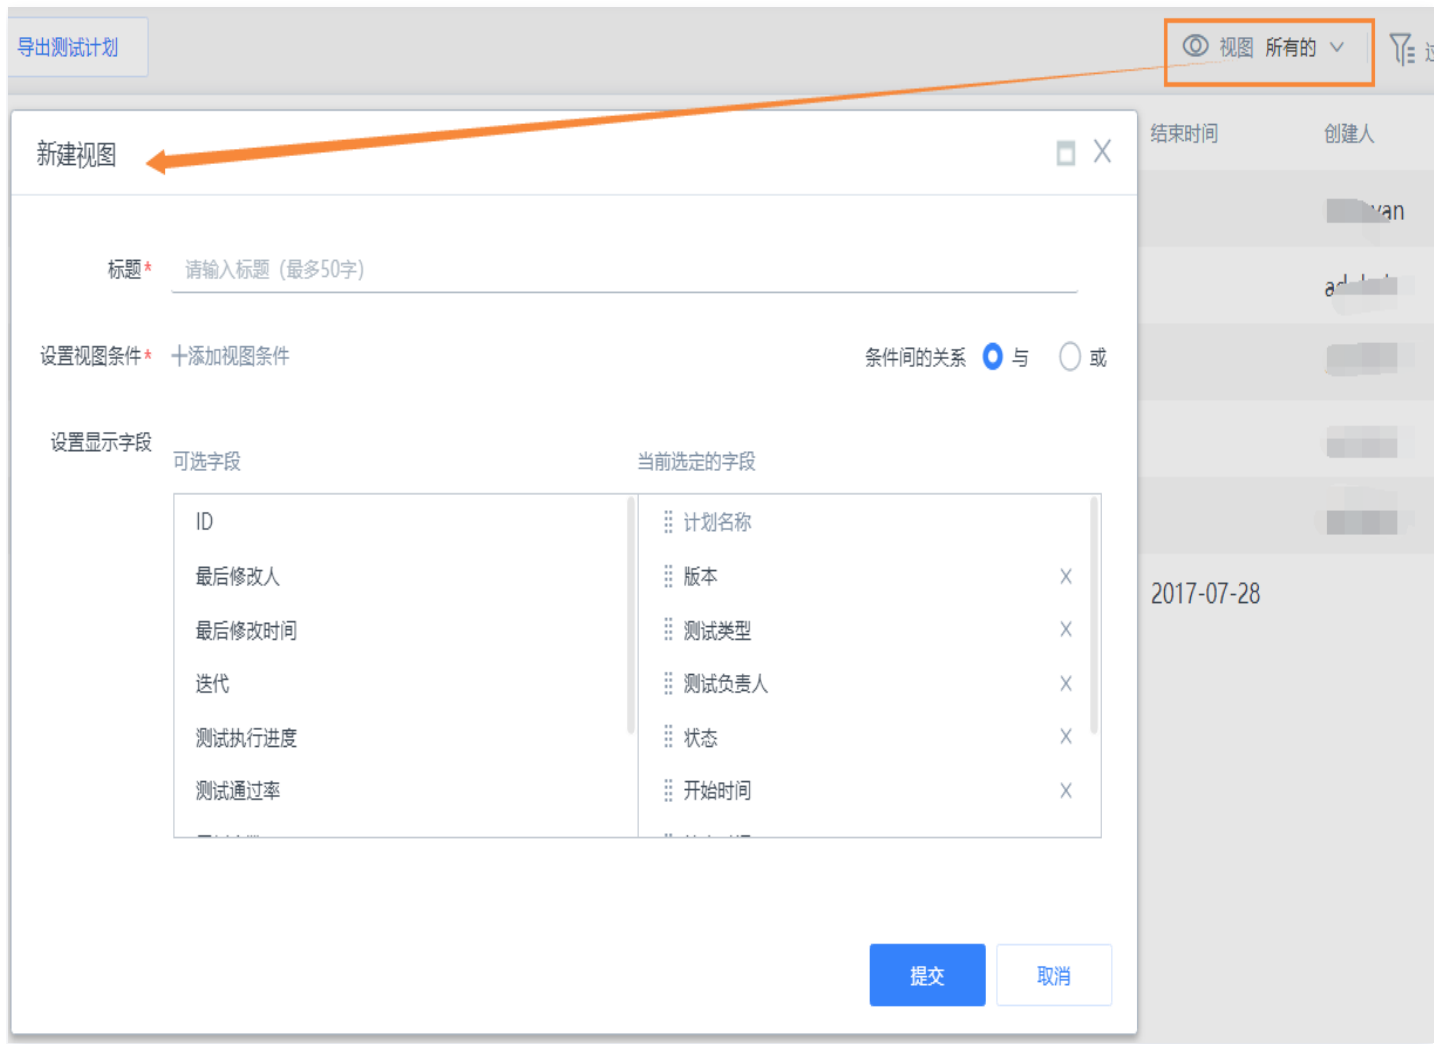 导出测试计划
视图 所有的
新建视图
结束时间 创建人
标题* 请输入标题（最多50字）
设置视图条件* 十添加视图条件 条件间的关系 与 或
设置显示字段
可选字段 当前选定的字段
ID 计划名称
最后修改人 版本
最后修改时间 测试类型
迭代 测试负责人
2017-07-28
测试执行进度 状态
测试通过率 开始时间
提交 取消